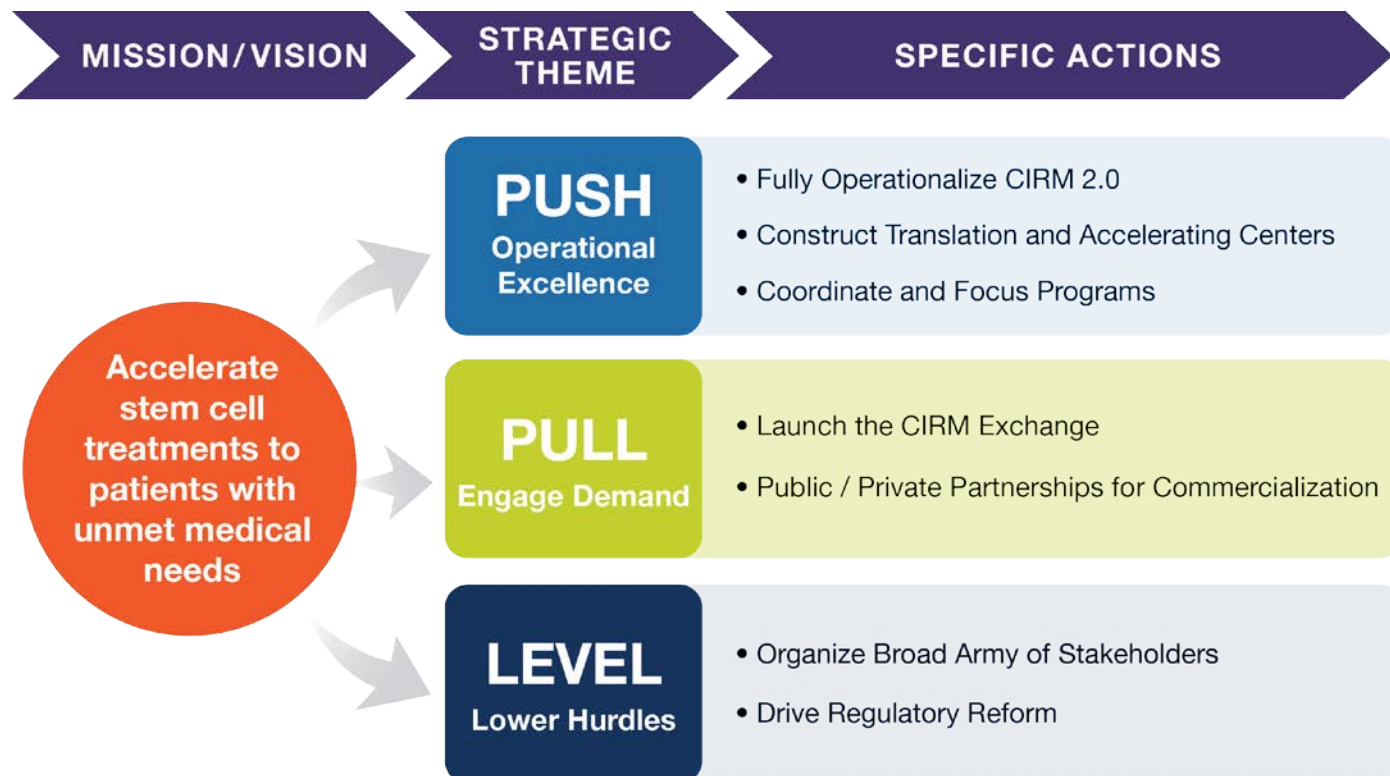 MISSION/VISION
STRATEGIC
THEME
SPECIFIC ACTIONS
Accelerate
stem cell
treatments to
patients with
unmet medical
needs
PUSH
Operational
Excellence
• Fully Operationalize CIRM 2.0
• Construct Translation and Accelerating Centers
• Coordinate and Focus Programs
PULL
Engage Demand
• Launch the CIRM Exchange
• Public / Private Partnerships for Commercialization
LEVEL
Lower Hurdles
• Organize Broad Army of Stakeholders
• Drive Regulatory Reform